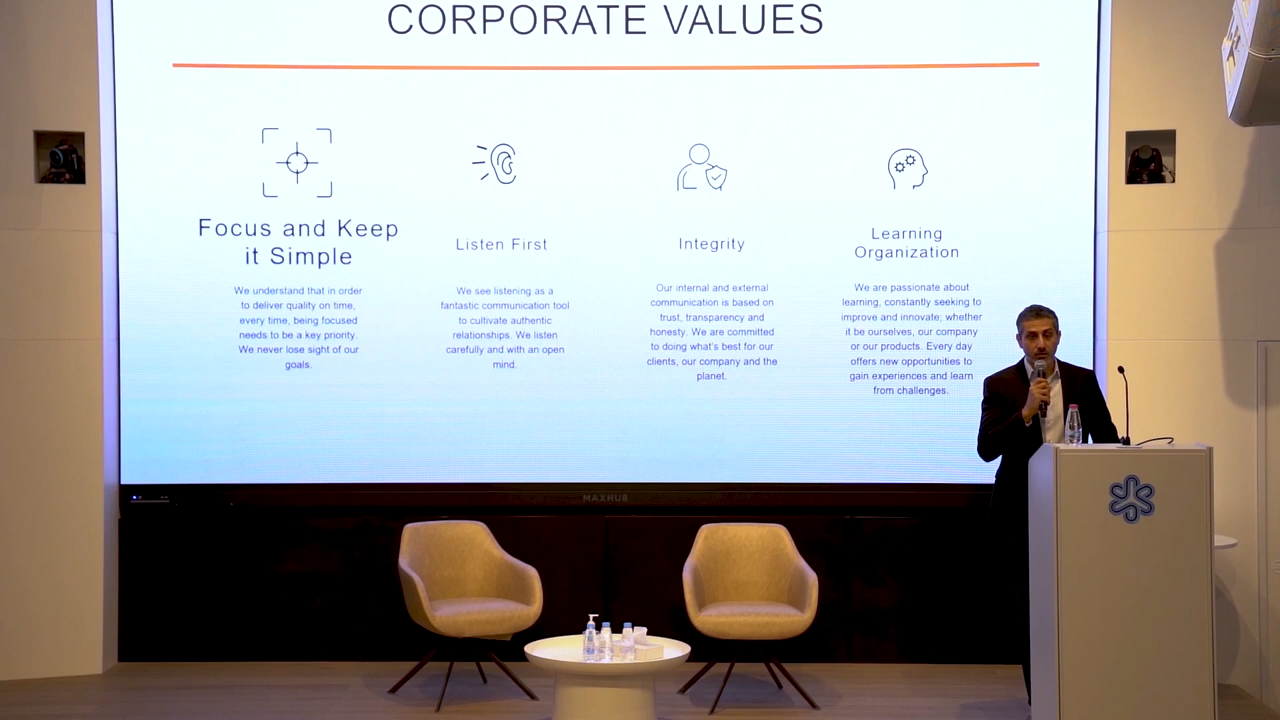 CORPORATE VALUES
Focus and Keep
it Simple
We understand that in order
to deliver quality on time,
every time, being focused
needs to be a key priority.
We never lose sight of our
goals.
Listen First
We see listening as a
fantastic communication tool
to cultivate authentic
relationships. We listen
carefully and with an open
mind.
Integrity
Our internal and external
communication is based on
trust, transparency and
honesty. We are committed
to doing what's best for our
clients, our company and the
planet.
Learning
Organization
We are passionate about
learning, constantly seeking to
improve and innovate; whether
it be ourselves, our company
or our products. Every day
offers new opportunities to
gain experiences and learn
from challenges.
MAXHUB